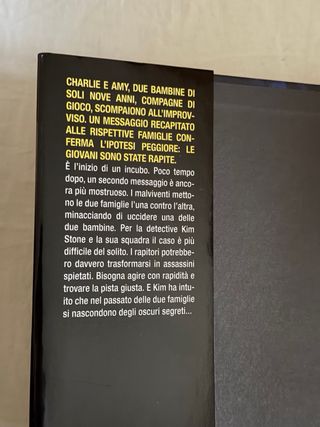 CHARLIE E AMY, DUE BAMBINE DI
SOLI NOVE ANNI, COMPAGNE DI
GIOCO, SCOMPAIONO ALL'IMPROV-
VISO. UN MESSAGGIO RECAPITATO
ALLE RISPETTIVE FAMIGLIE CON-
FERMA L'IPOTESI PEGGIORE: LE
GIOVANI SONO STATE RAPITE.
È l'inizio di un incubo. Poco tempo
dopo, un secondo messaggio è anco-
ra più mostruoso. I malviventi metto-
no le due famiglie l'una contro l'altra,
minacciando di uccidere una delle
due bambine. Per la detective Kim
Stone e la sua squadra il caso è più
difficile del solito. I rapitori potrebbe-
ro davvero trasformarsi in assassini
spietati. Bisogna agire con rapidità e
trovare la pista giusta. E Kim ha intu-
ito che nel passato delle due famiglie
si nascondono degli oscuri segreti...